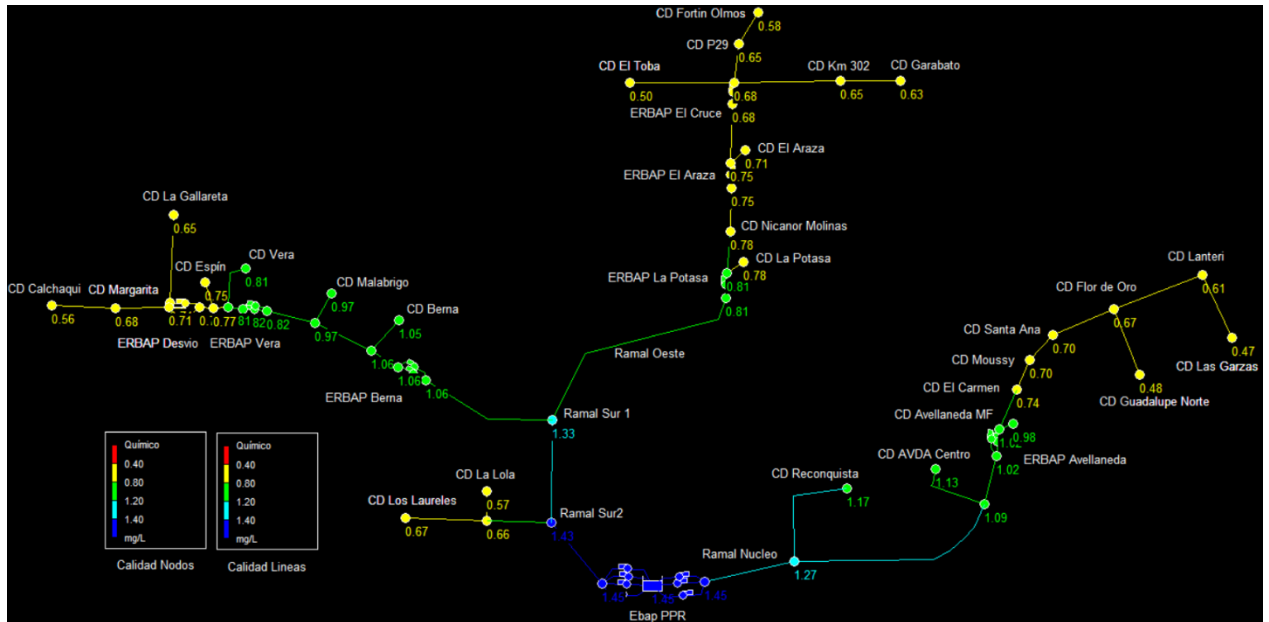 CD Fortin Olmos
0.58
CD P29
0.65
CD El Toba
CD Km 302
CD Garabato
0.50
0.68
0.65
0.63
ERBAP El Cruce
0.68
CD El Araza
0.71
ERBAP El Araza
0.75
0.75
CD La Gallareta
0.65
CD Nicanor Molinas
0.78
CD Espín
CD Vera
0.81
0.75
CD La Potasa
0.78
ERBAP La Potasa
0.81
0.81
CD Lanteri
0.61
CD Calchaqui
CD Margarita
CD Malabrigo
0.97
CD Flor de Oro
0.67
0.56
0.68
0.71
0.77
0.82
0.97
ERBAP Desvio
ERBAP Vera
CD Berna
1.05
CD Santa Ana
0.70
0.47
1.06
1.06
1.06
ERBAP Berna
Ramal Oeste
CD Moussy
0.70
CD Las Garzas
CD El Carmen
0.74
0.48
CD Guadalupe Norte
Ramal Sur 1
1.33
CD Avellaneda MF
0.98
1.02
ERBAP Avellaneda
1.02
Químico
0.40
0.80
1.20
1.40
mg/L
Calidad Nodos
Químico
0.40
0.80
1.20
1.40
mg/L
Calidad Lineas
CD La Lola
0.57
CD Los Laureles
0.67
0.66
Ramal Sur2
1.43
CD Reconquista
1.17
CD AVDA Centro
1.13
1.09
Ramal Nucleo
1.27
1.45
Ebap PPR